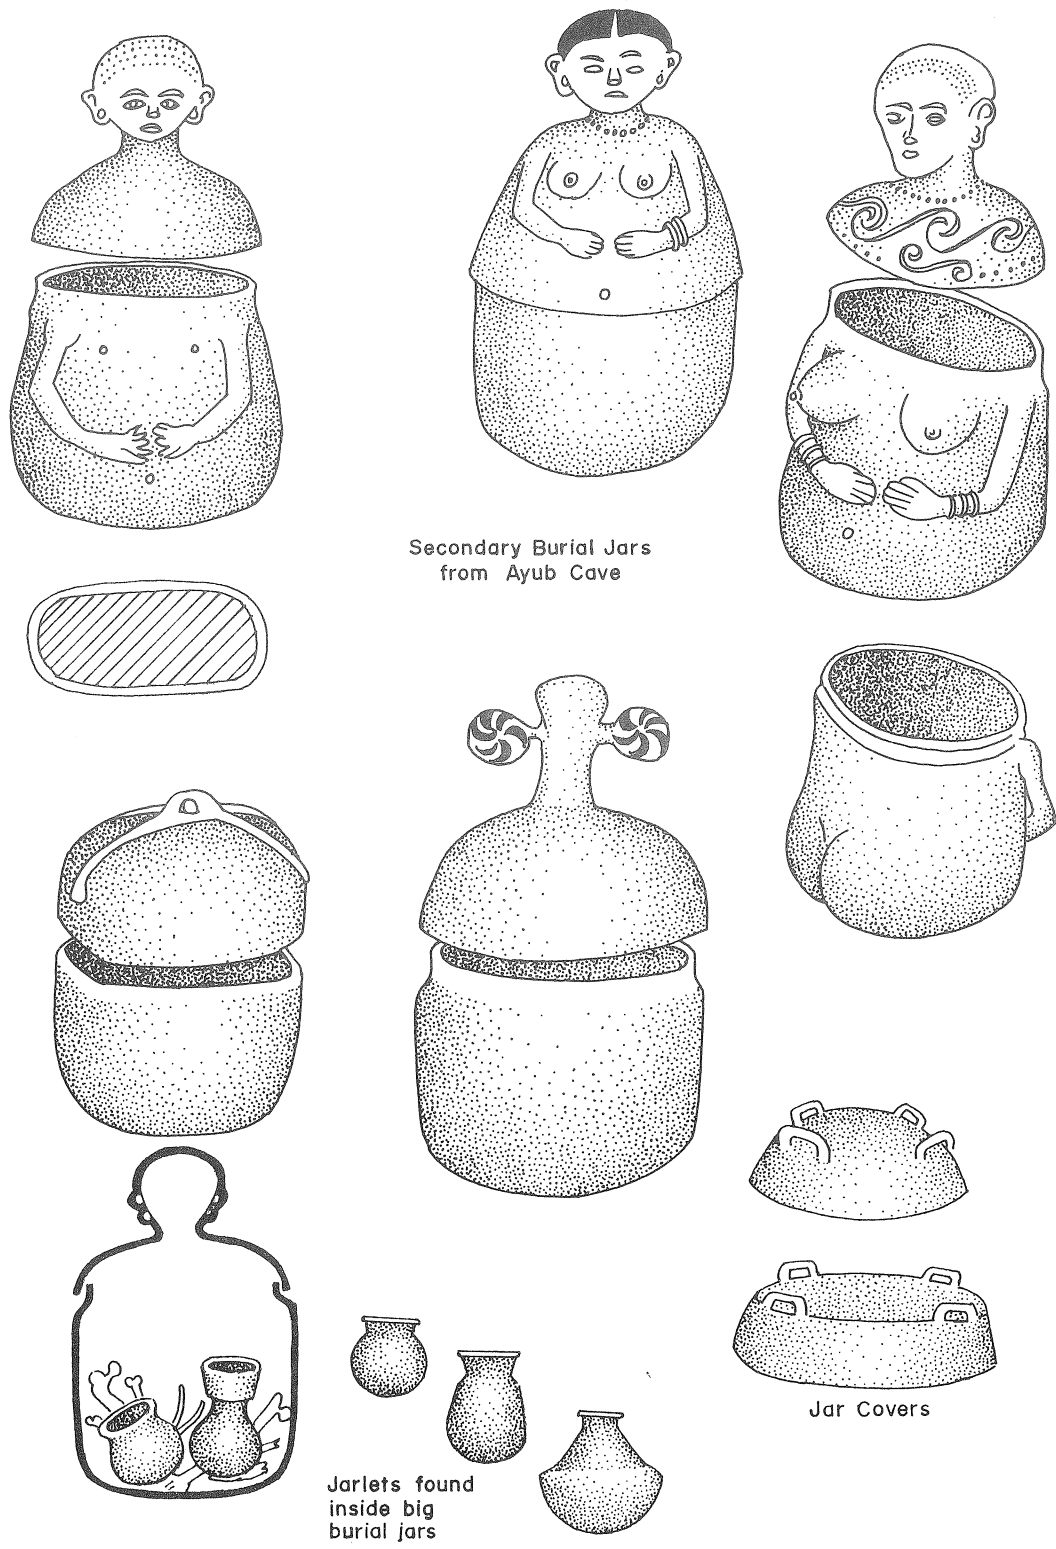 Secondary Burial Jars
from Ayub Cave
Jar Covers
Jarlets found
inside big
burial jars